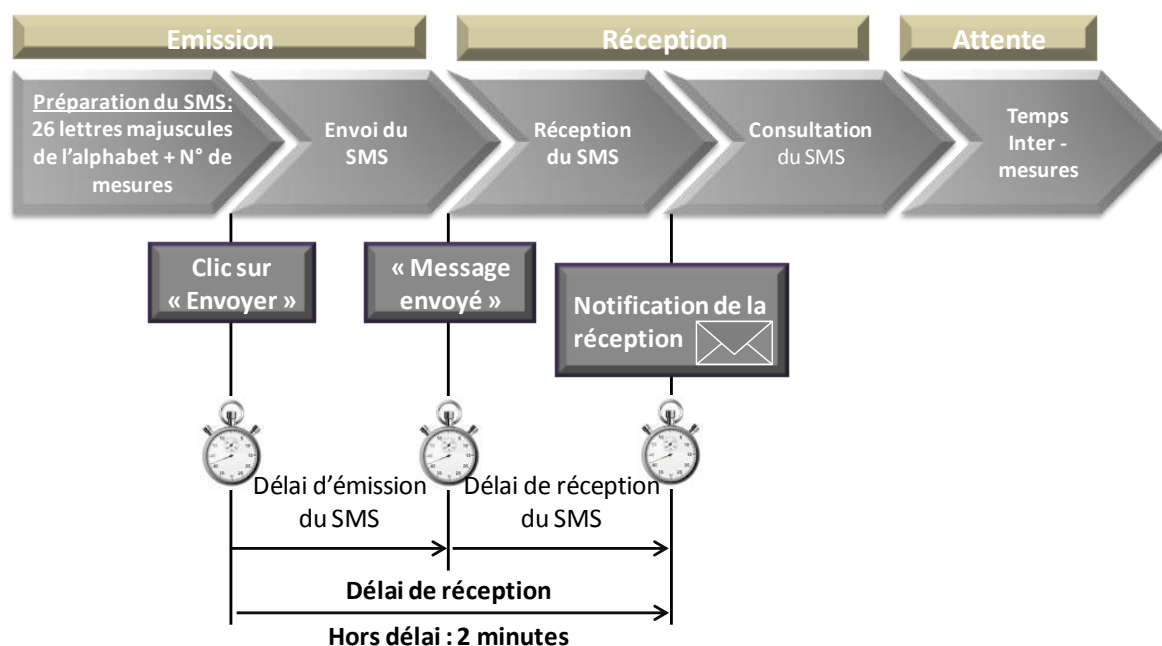 Emission
Réception
Attente
Préparation du SMS:
26 lettres majuscules
de l'alphabet + N° de
mesures
Envoi du
SMS
Réception
du SMS
Consultation
du SMS
Temps
Inter -
mesures
Clic sur
« Envoyer »
« Message
envoyé »
Notification de la
réception
Délai d'émission
du SMS
Délai de réception
du SMS
Délai de réception
Hors délai : 2 minutes